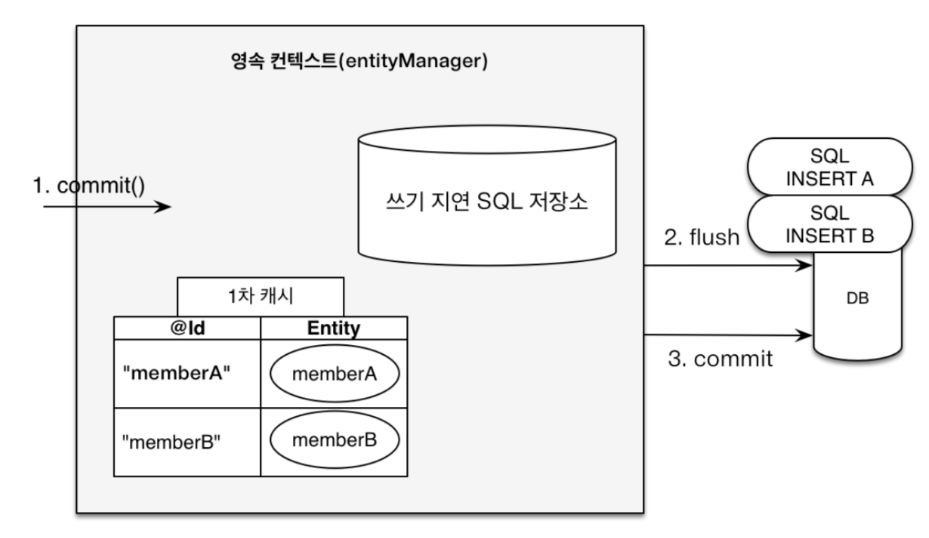 영속 컨텍스트(entityManager)
1. commit()
쓰기 지연 SQL 저장소
SQL
INSERT A
SQL
INSERT B
2. flush
DB
3. commit
1차 캐시
@Id Entity
"memberA" memberA
"memberB" memberB